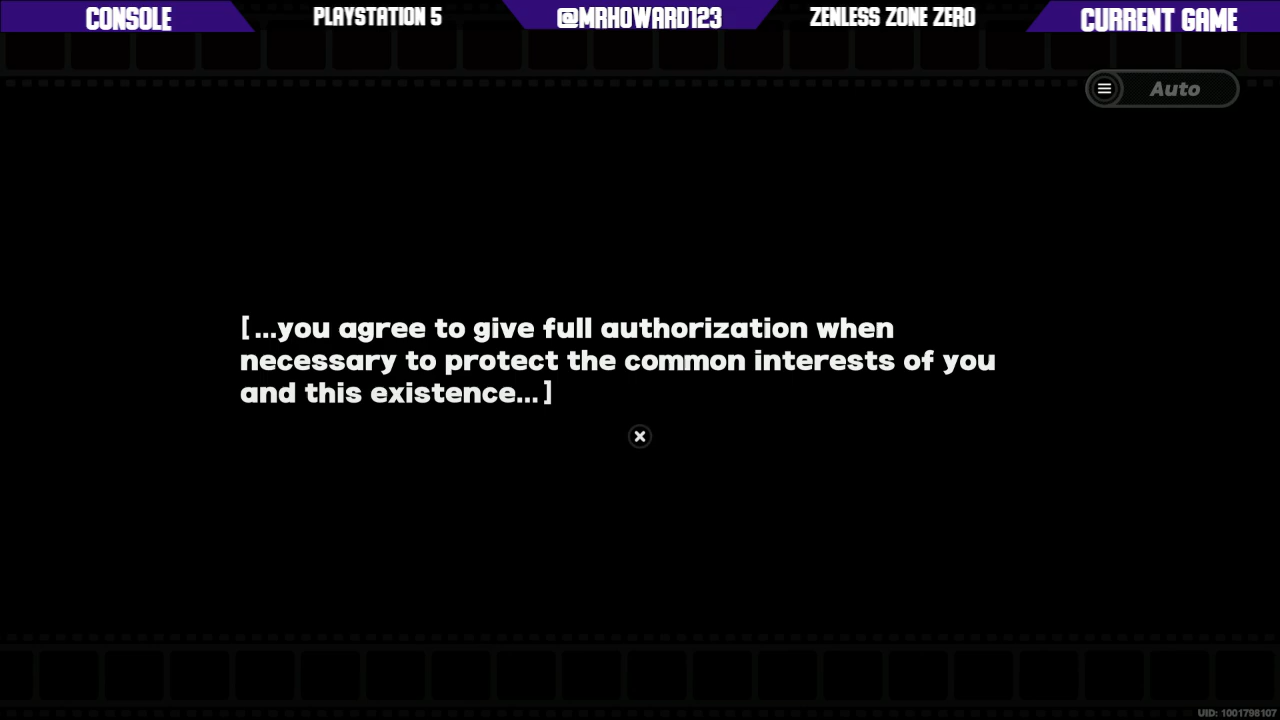 CONSOLE PLAYSTATION 5 @MRHOWARD123 ZENLESS ZONE ZERO CURRENT GAME
Auto
[...you agree to give full authorization when
necessary to protect the common interests of you
and this existence...]
UID: 1001798107